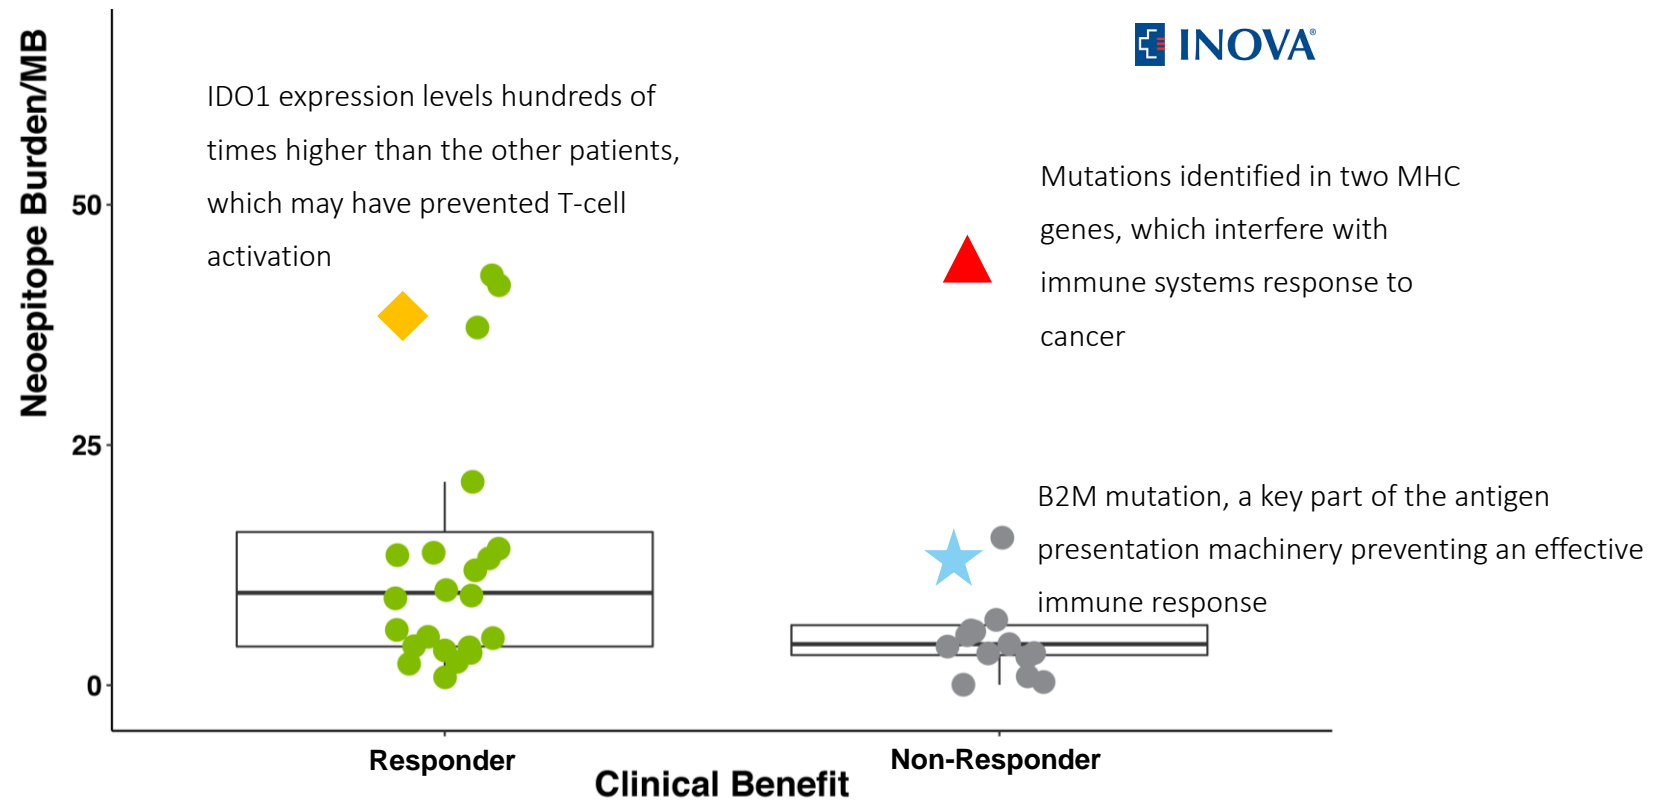 INOVA®
Neoepitope Burden/MB
IDO1 expression levels hundreds of
times higher than the other patients,
which may have prevented T-cell
activation
Mutations identified in two MHC
genes, which interfere with
immune systems response to
cancer
B2M mutation, a key part of the antigen
presentation machinery preventing an effective
immune response
50
25
0
Responder
Non-Responder
Clinical Benefit